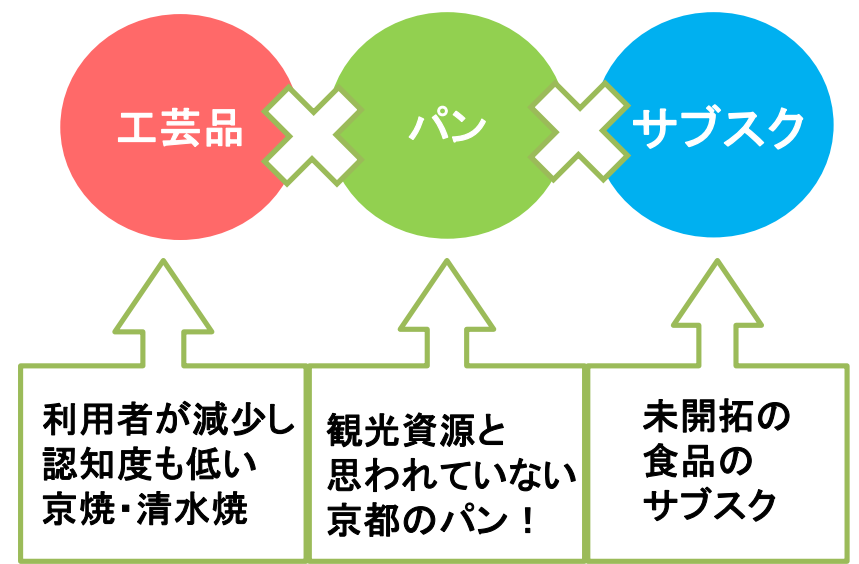 工芸品
パン
サブスク
利用者が減少し
認知度も低い
京焼・清水焼
観光資源と
思われていない
京都のパン！
未開拓の
食品の
サブスク